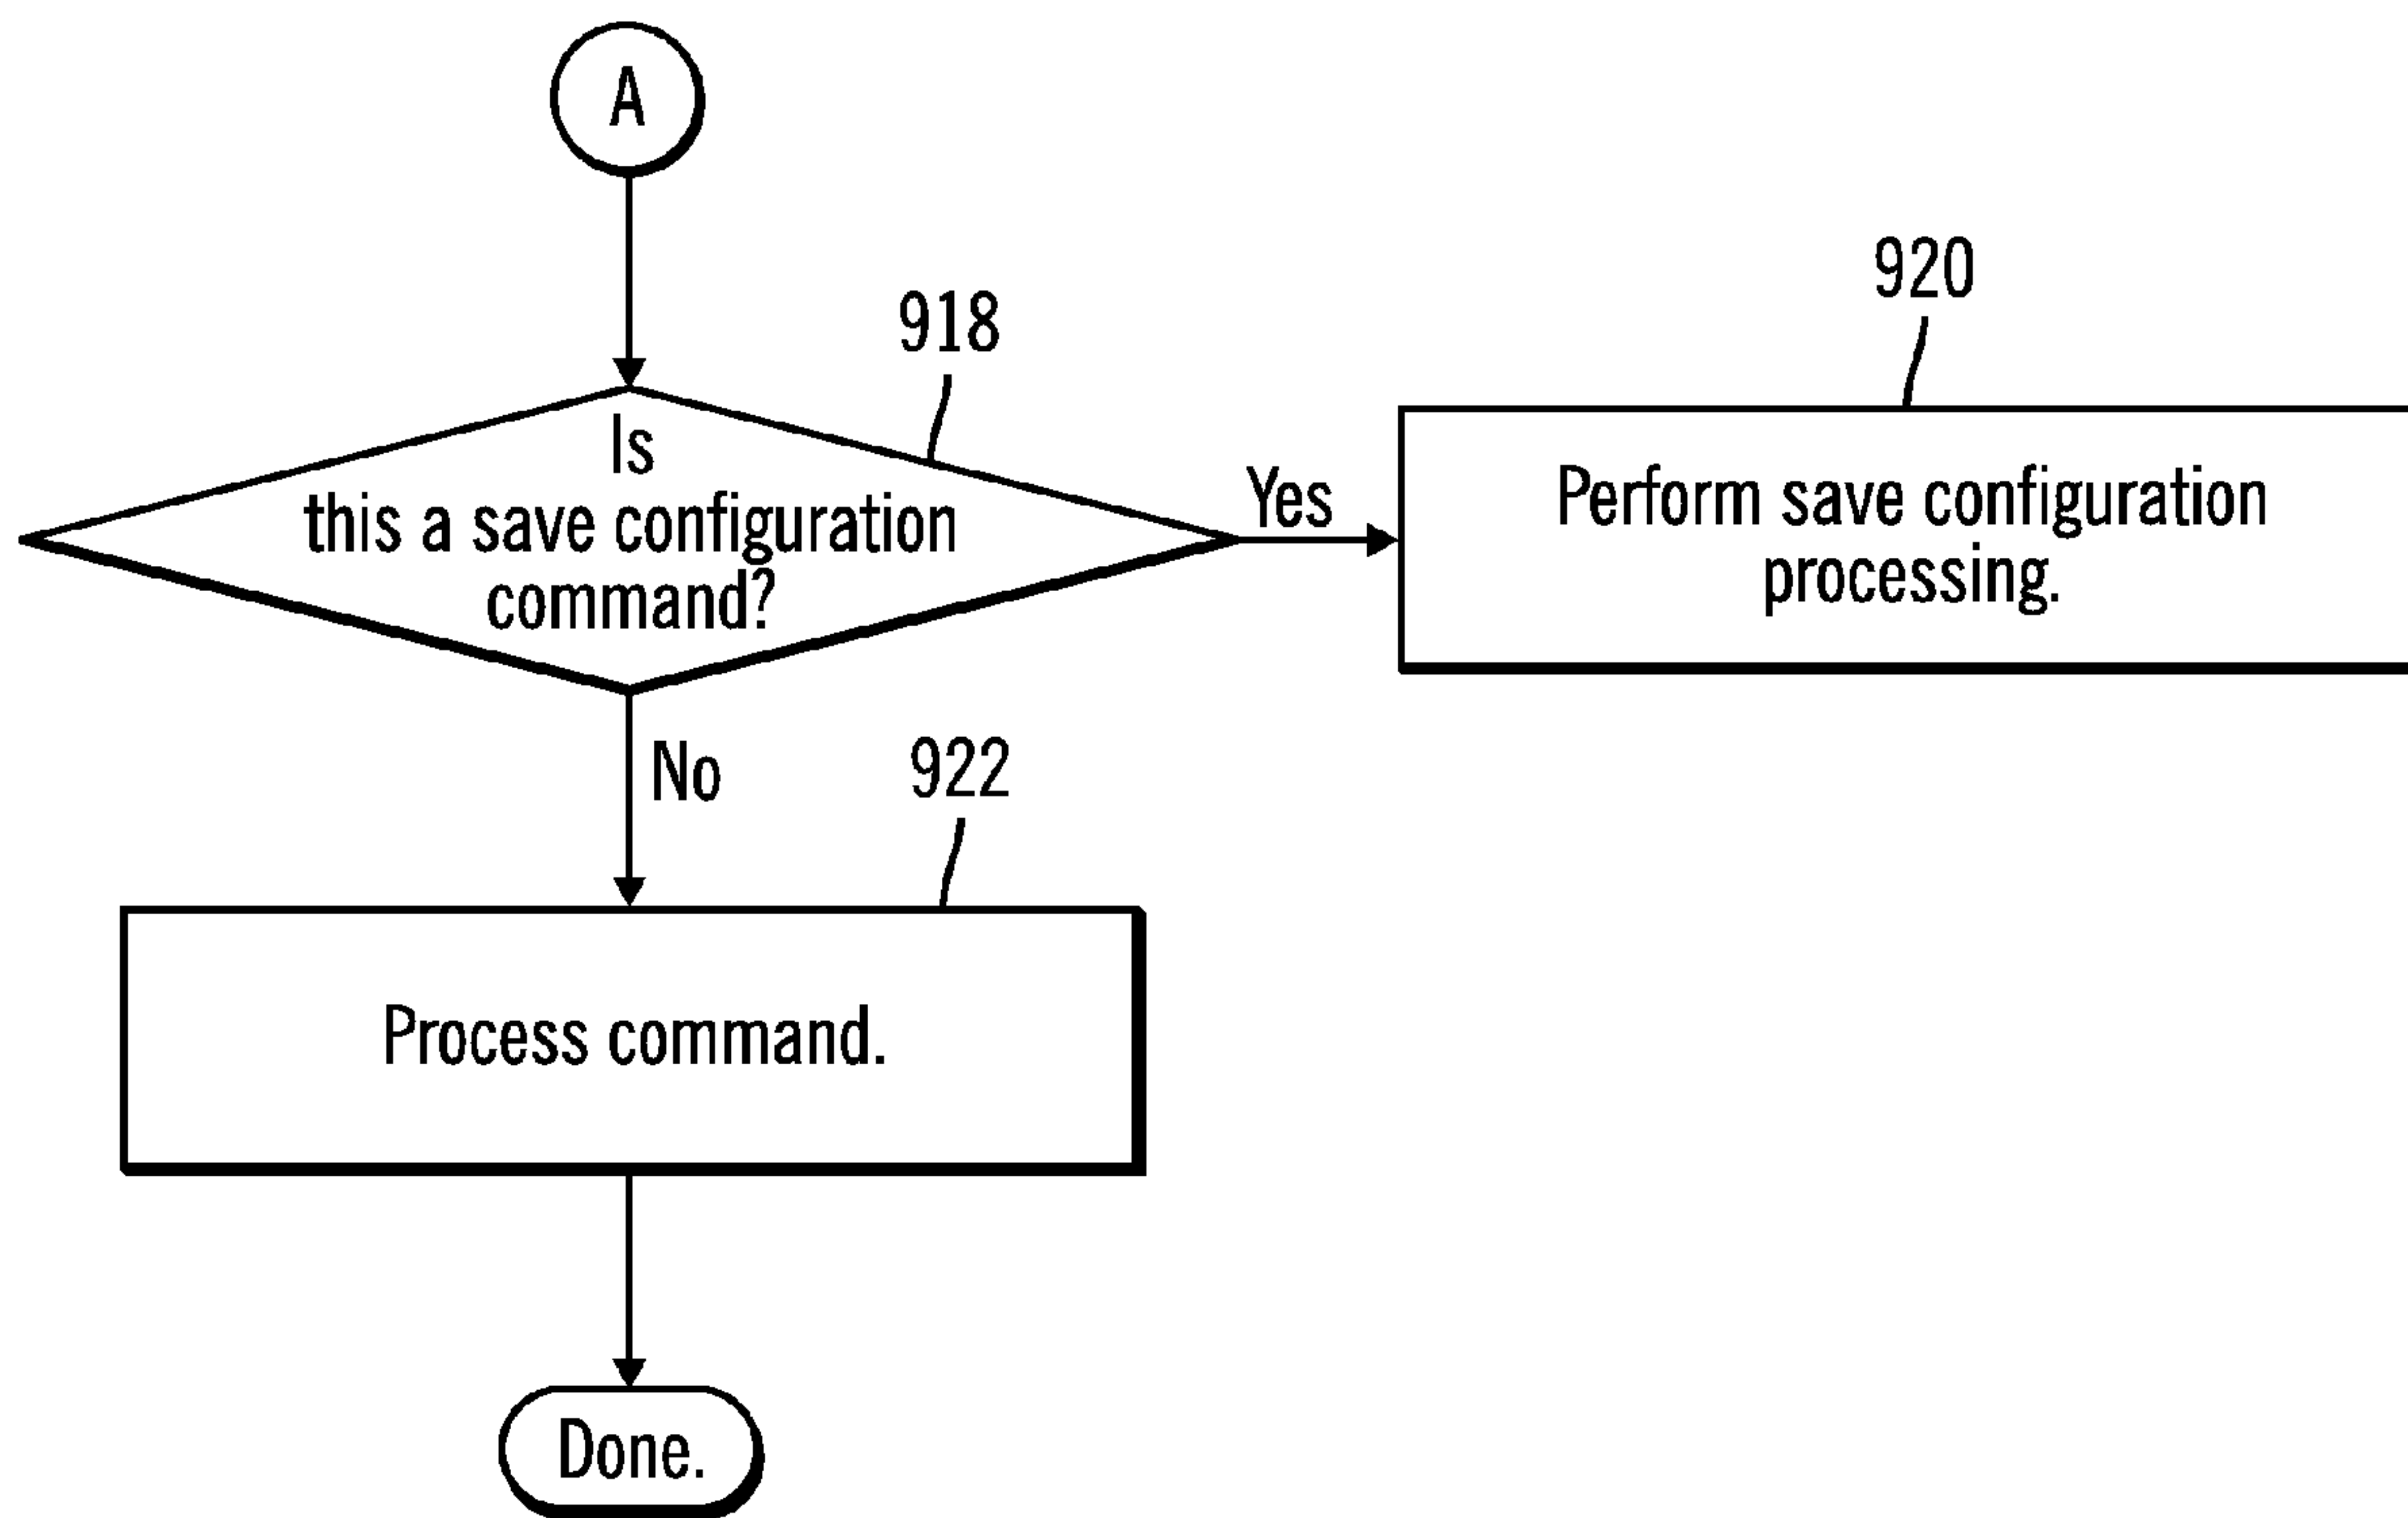 A
918
920
Is
this a save configuration
command?
Yes
Perform save configuration
processing.
No
922
Process command.
Done.